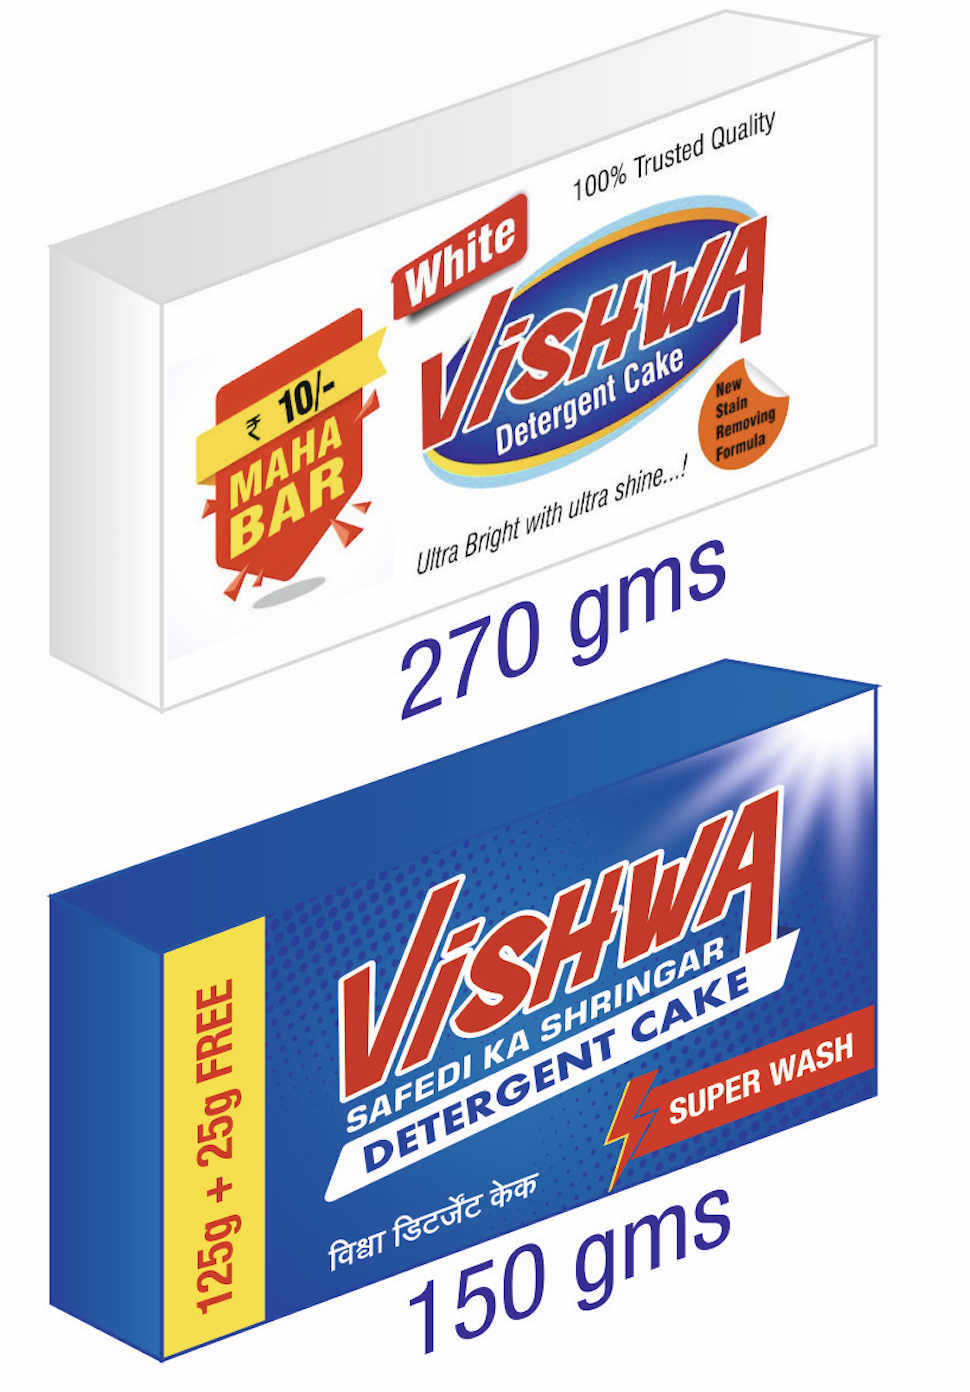 100% Trusted Quality
White
ViSHWA
Detergent Cake
₹ 10/-
MAHA
BAR
New
Stain
Removing
Formula
Ultra Bright with ultra shine...!
270 gms
125g + 25g FREE
ViSHWA
SAFEDI KA SHRINGAR
DETERGENT CAKE
SUPER WASH
विश्वा डिटर्जेंट केक
150 gms